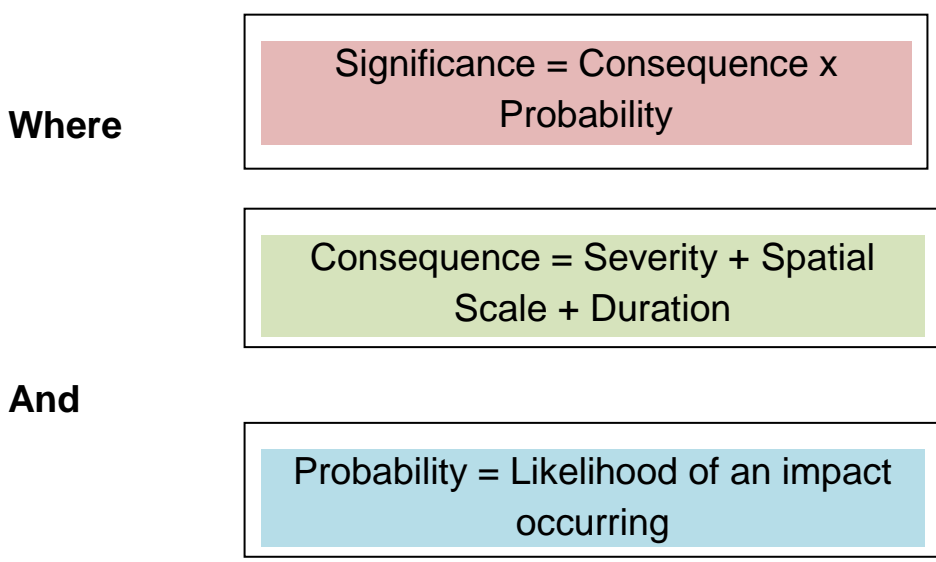 Significance = Consequence x
Probability
Where
Consequence = Severity + Spatial
Scale + Duration
And
Probability = Likelihood of an impact
occurring